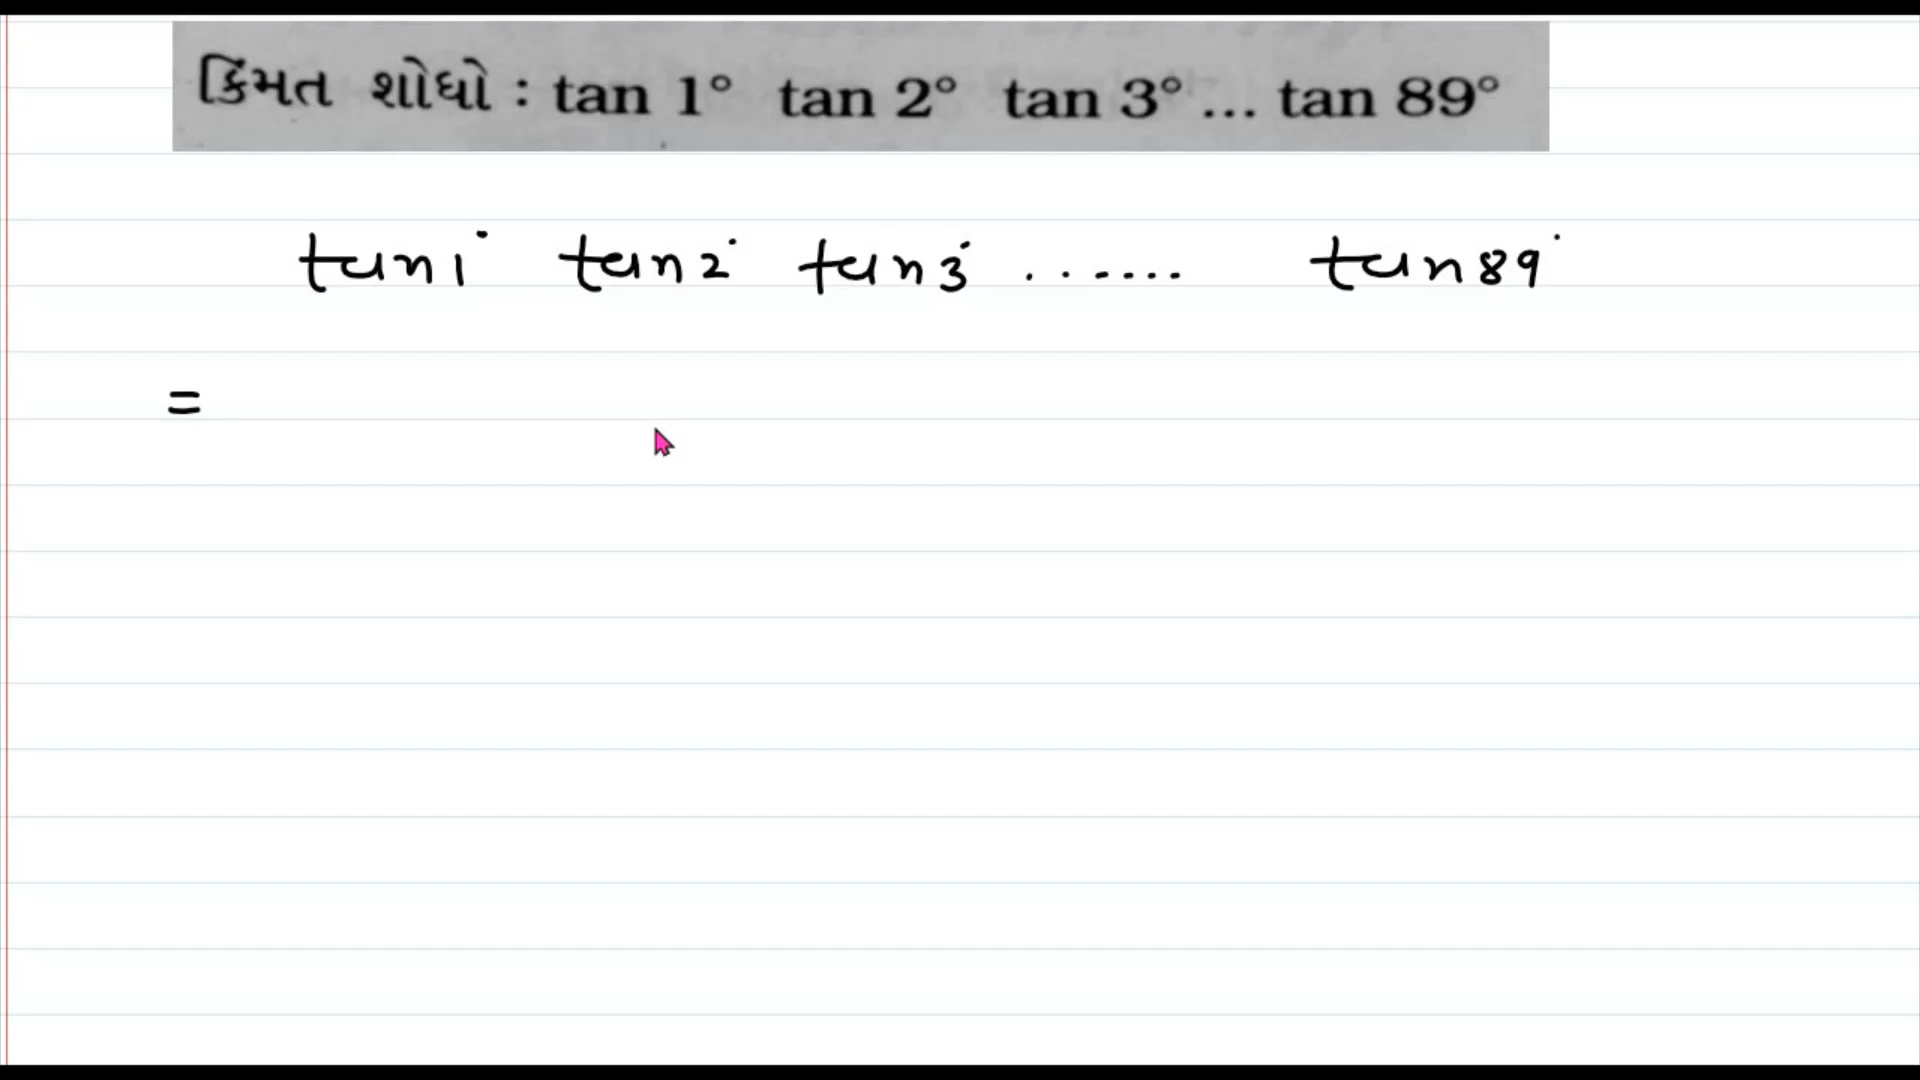 કિંમત શોધો : tan 1° tan 2° tan 3° ... tan 89°
tan1° tan2° tan3° ...... tan89°
=